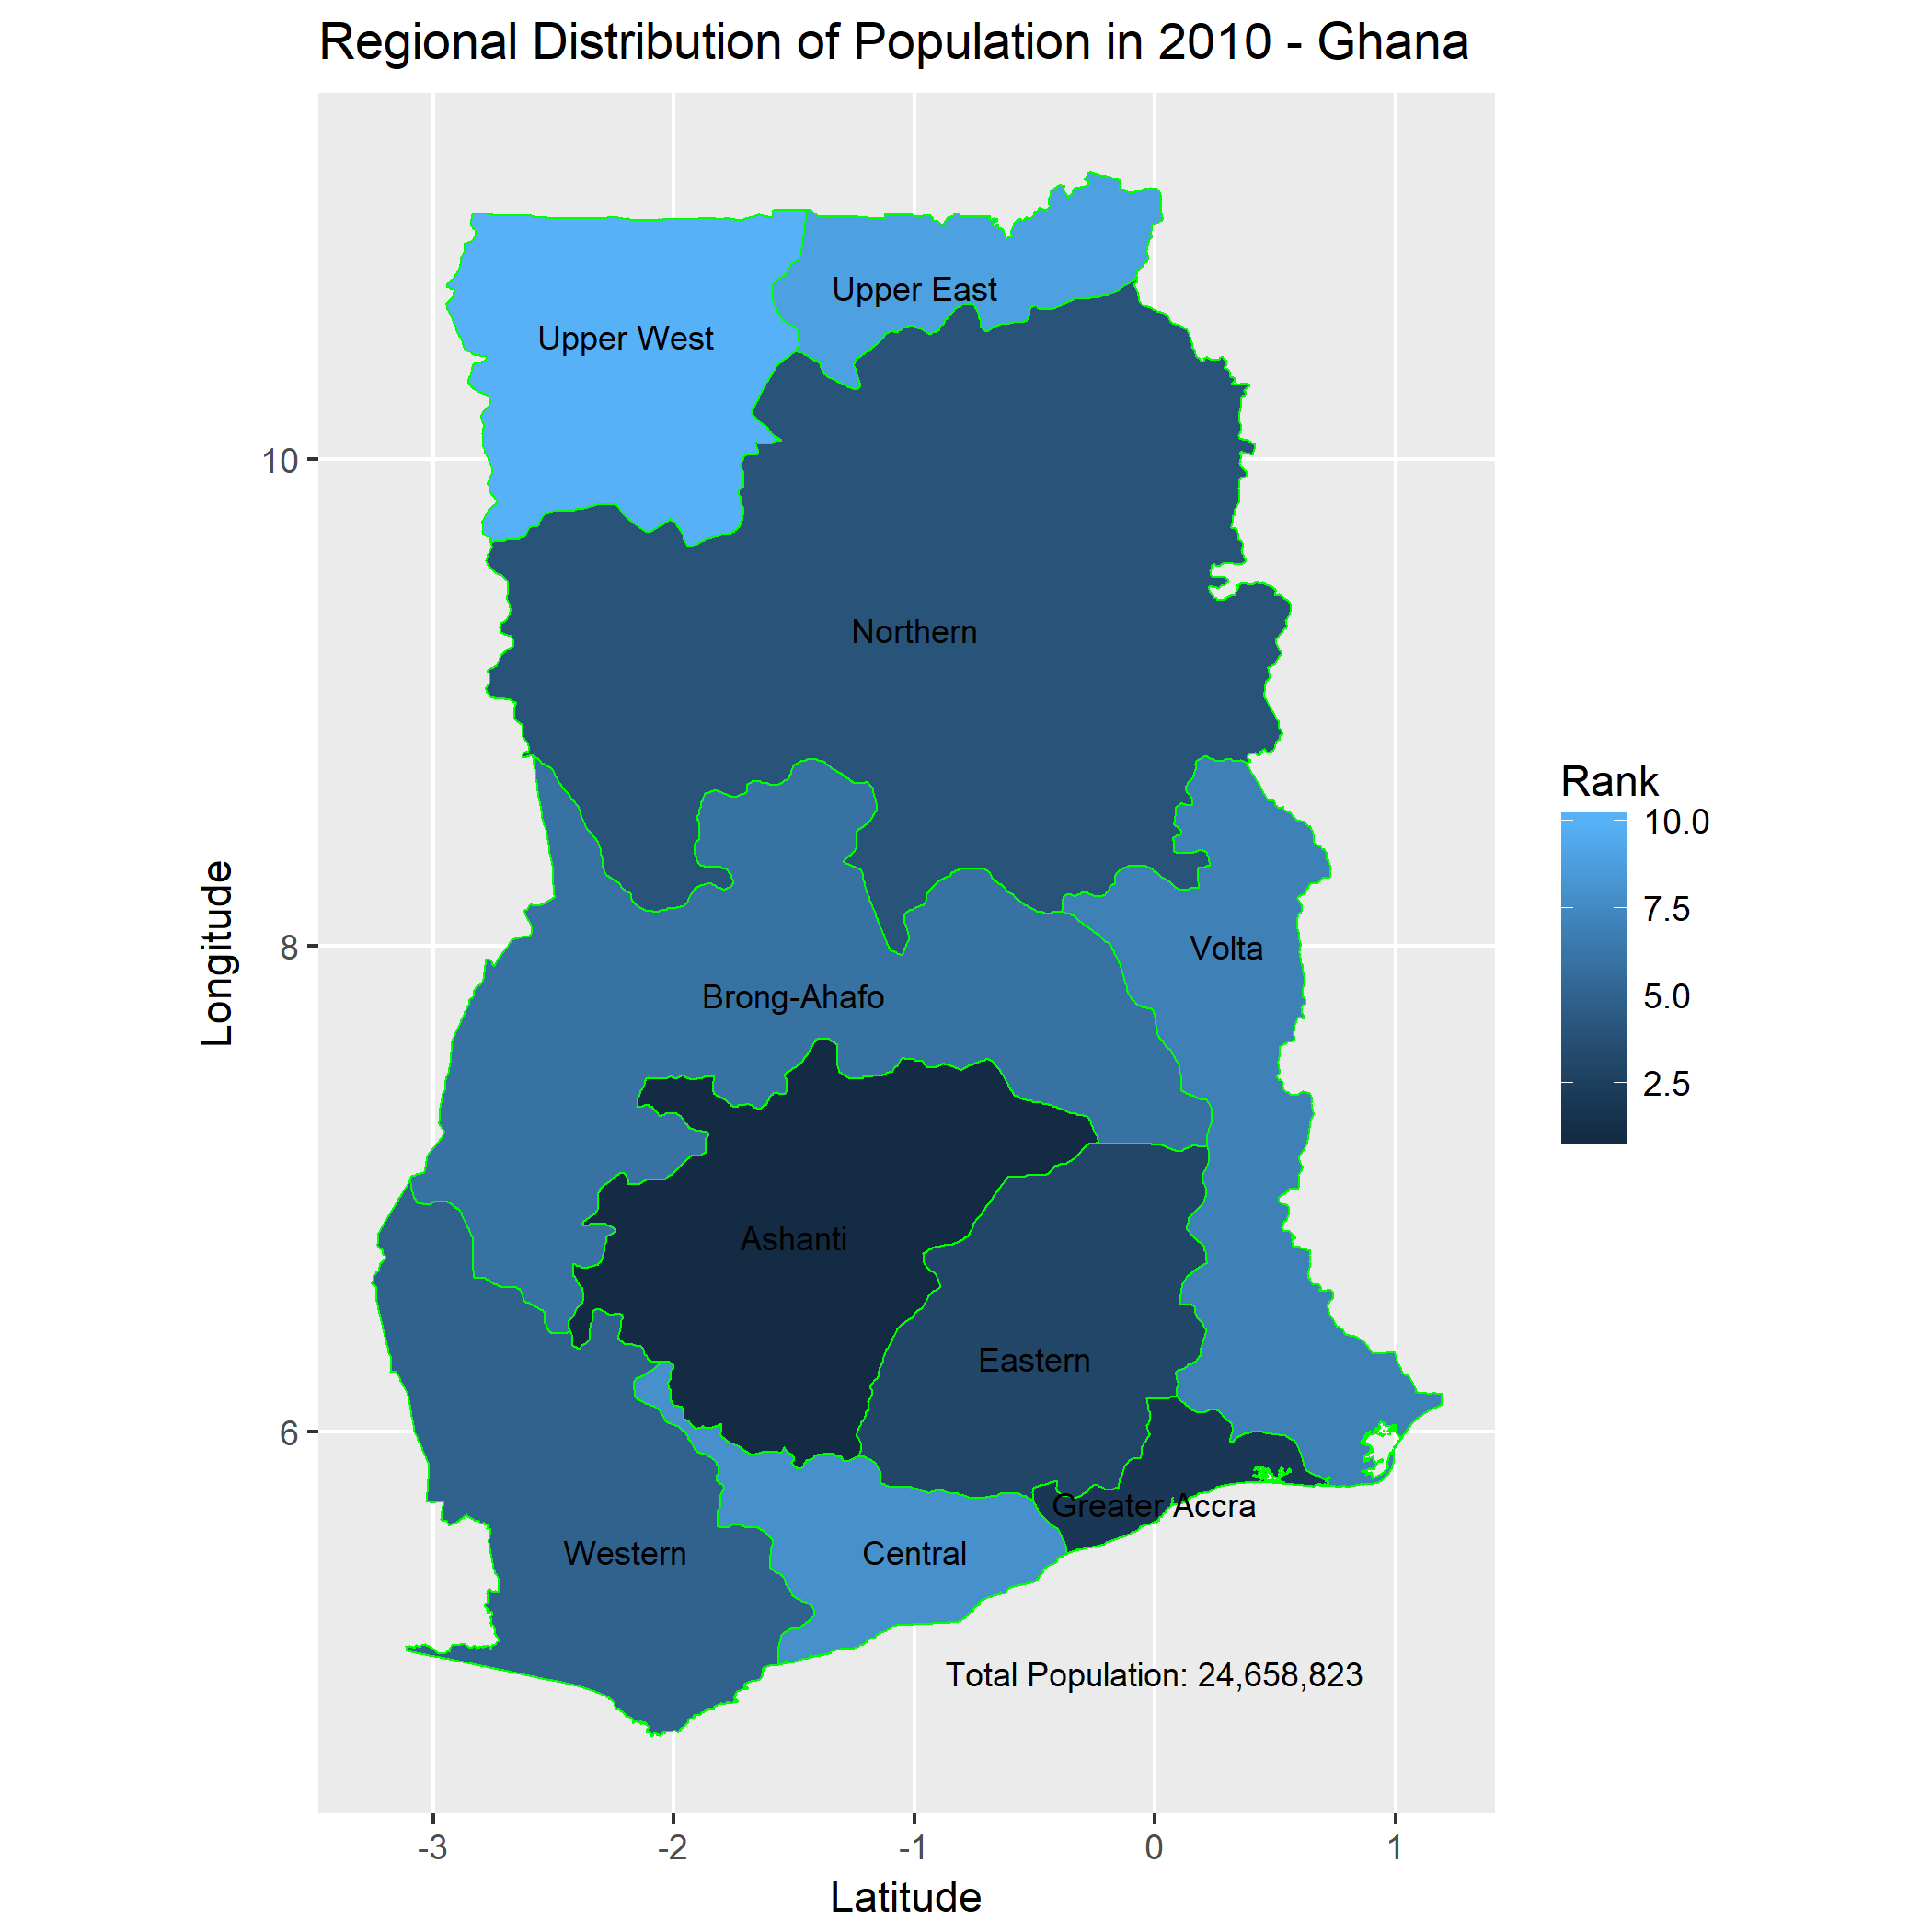 Regional Distribution of Population in 2010 - Ghana
Upper East
Upper West
10
Northern
Rank
10.0
7.5
5.0
2.5
Longitude
8
Volta
Brong-Ahafo
Ashanti
Eastern
6
Greater Accra
Western
Central
Total Population: 24,658,823
-3
-2
-1
0
1
Latitude